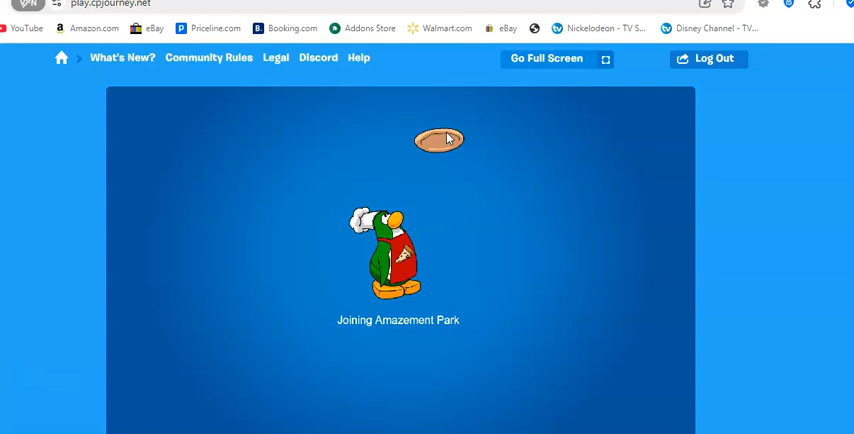 play.cpjourney.net
YouTube Amazon.com eBay Priceline.com Booking.com Addons Store Walmart.com eBay Nickelodeon - TV S... Disney Channel - TV...
What's New? Community Rules Legal Discord Help Go Full Screen Log Out
Joining Amazement Park